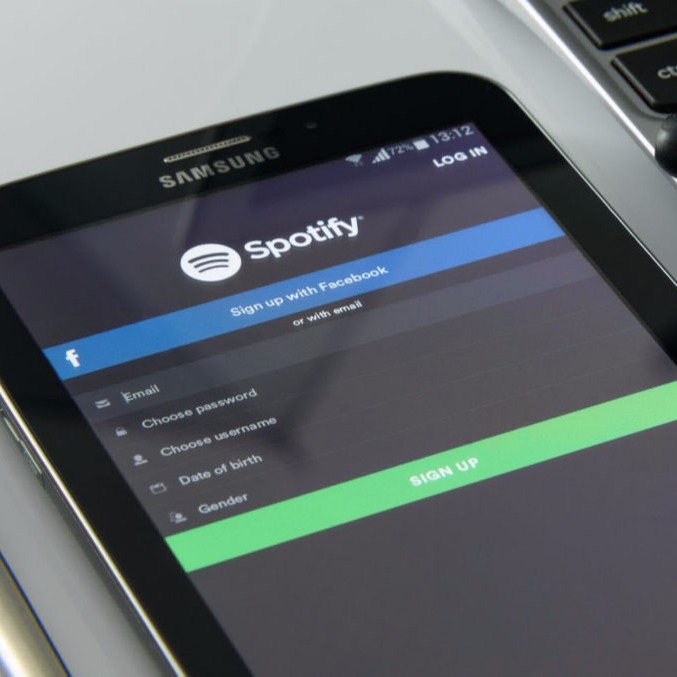 shift
SAMSUNG
72% 13:12
LOG IN
Spotify
Sign up with Facebook
or with email
Email
Choose password
Choose username
Date of birth
Gender
SIGN UP